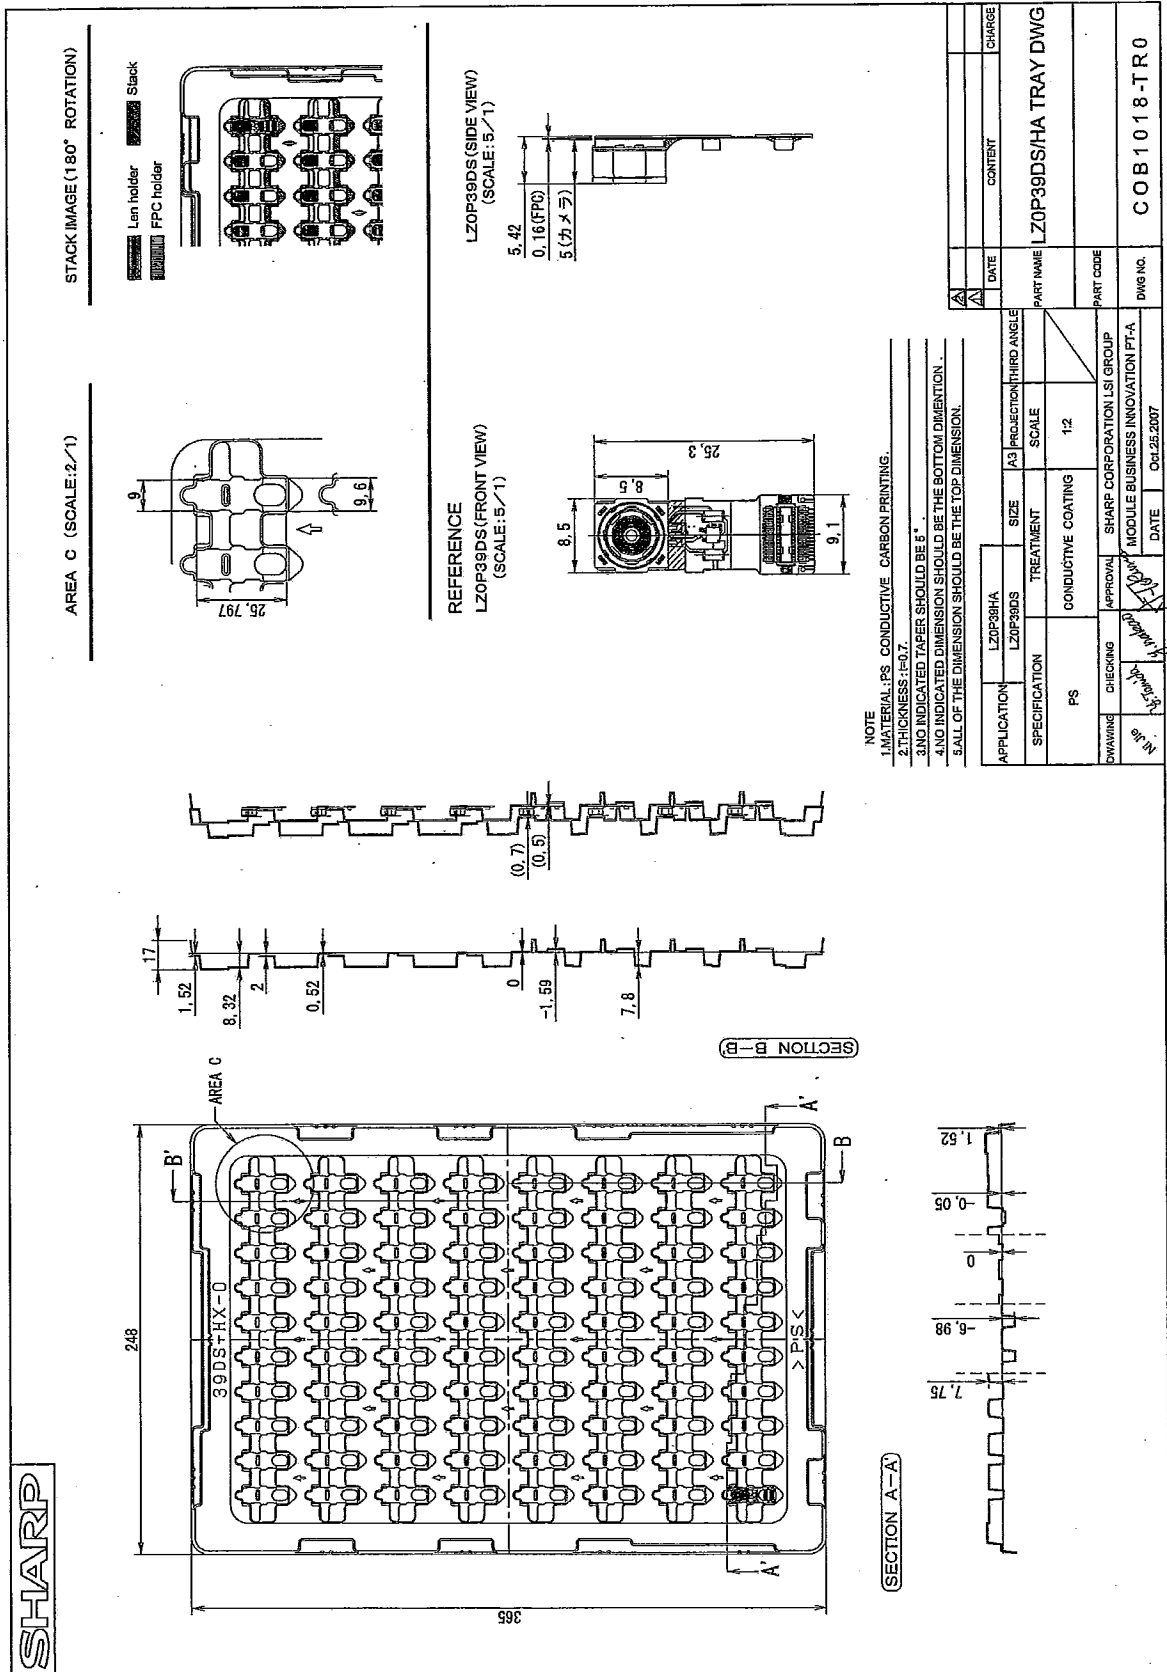 SHARP
248
365
AREA C
B'
B
A'
A'
39DS+HX-0
>PS<
SECTION A-A'
7,75
-6,98
0
-0,05
1,52
SECTION B-B'
17
1,52
8,32
2
0,52
0
-1,59
7,8
(0,7)
(0,5)
AREA C (SCALE:2/1)
25,797
9
9,6
STACK IMAGE(180° ROTATION)
Len holder
Stack
FPC holder
REFERENCE
LZ0P39DS(FRONT VIEW)
(SCALE:5/1)
8,5
8,5
25,3
9,1
LZ0P39DS(SIDE VIEW)
(SCALE:5/1)
5,42
0,16(FPC)
5(カメラ)
NOTE
1.MATERIAL:PS CONDUCTIVE CARBON PRINTING.
2.THICKNESS:t=0.7.
3.NO INDICATED TAPER SHOULD BE 5°.
4.NO INDICATED DIMENSION SHOULD BE THE BOTTOM DIMENTION.
5.ALL OF THE DIMENSION SHOULD BE THE TOP DIMENSION.
2
1
DATE CONTENT CHARGE
APPLICATION LZ0P39HA
LZ0P39DS
SIZE A3 PROJECTION THIRD ANGLE
SPECIFICATION TREATMENT SCALE
PS CONDUCTIVE COATING 1:2
PART NAME LZ0P39DS/HA TRAY DWG
PART CODE
DWAWING CHECKING APPROVAL
SHARP CORPORATION LSI GROUP
MODULE BUSINESS INNOVATION PT-A
DATE Oct.25.2007
DWG NO. COB1018-TR0
Ni Jie